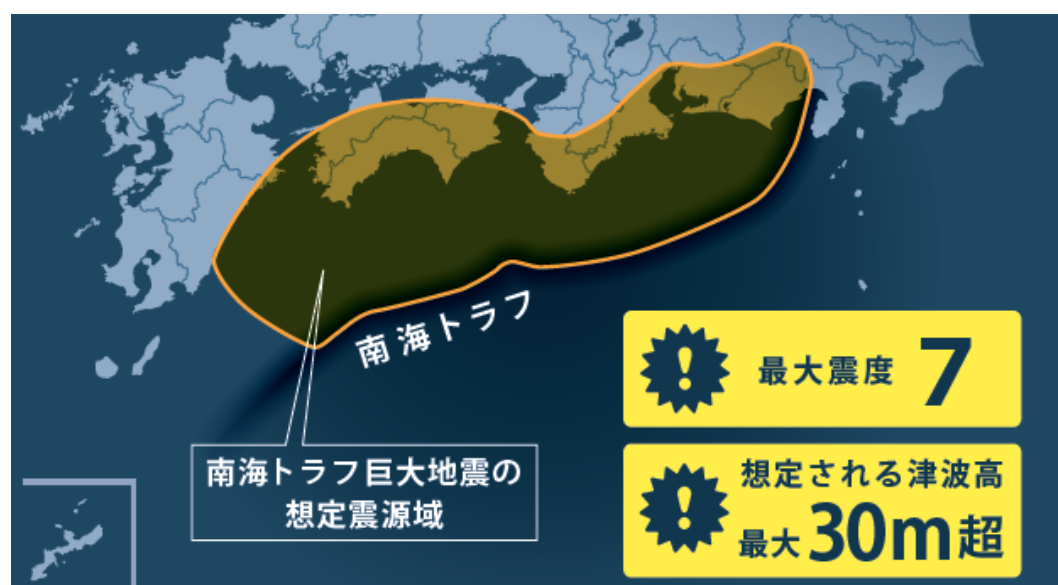 南海トラフ
南海トラフ巨大地震の
想定震源域
最大震度 7
想定される津波高
最大30m超